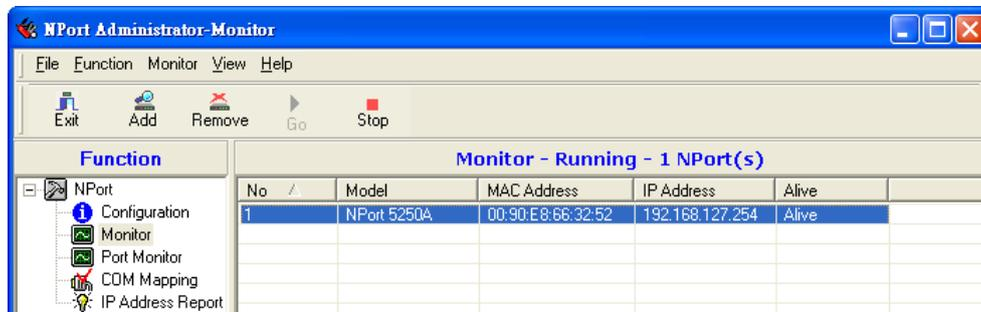 NPort Administrator-Monitor
File Function Monitor View Help
Exit Add Remove Go Stop
Function
Monitor - Running - 1 NPort(s)
NPort
Configuration
Monitor
Port Monitor
COM Mapping
IP Address Report
No Model MAC Address IP Address Alive
1 NPort 5250A 00:90:E8:66:32:52 192.168.127.254 Alive